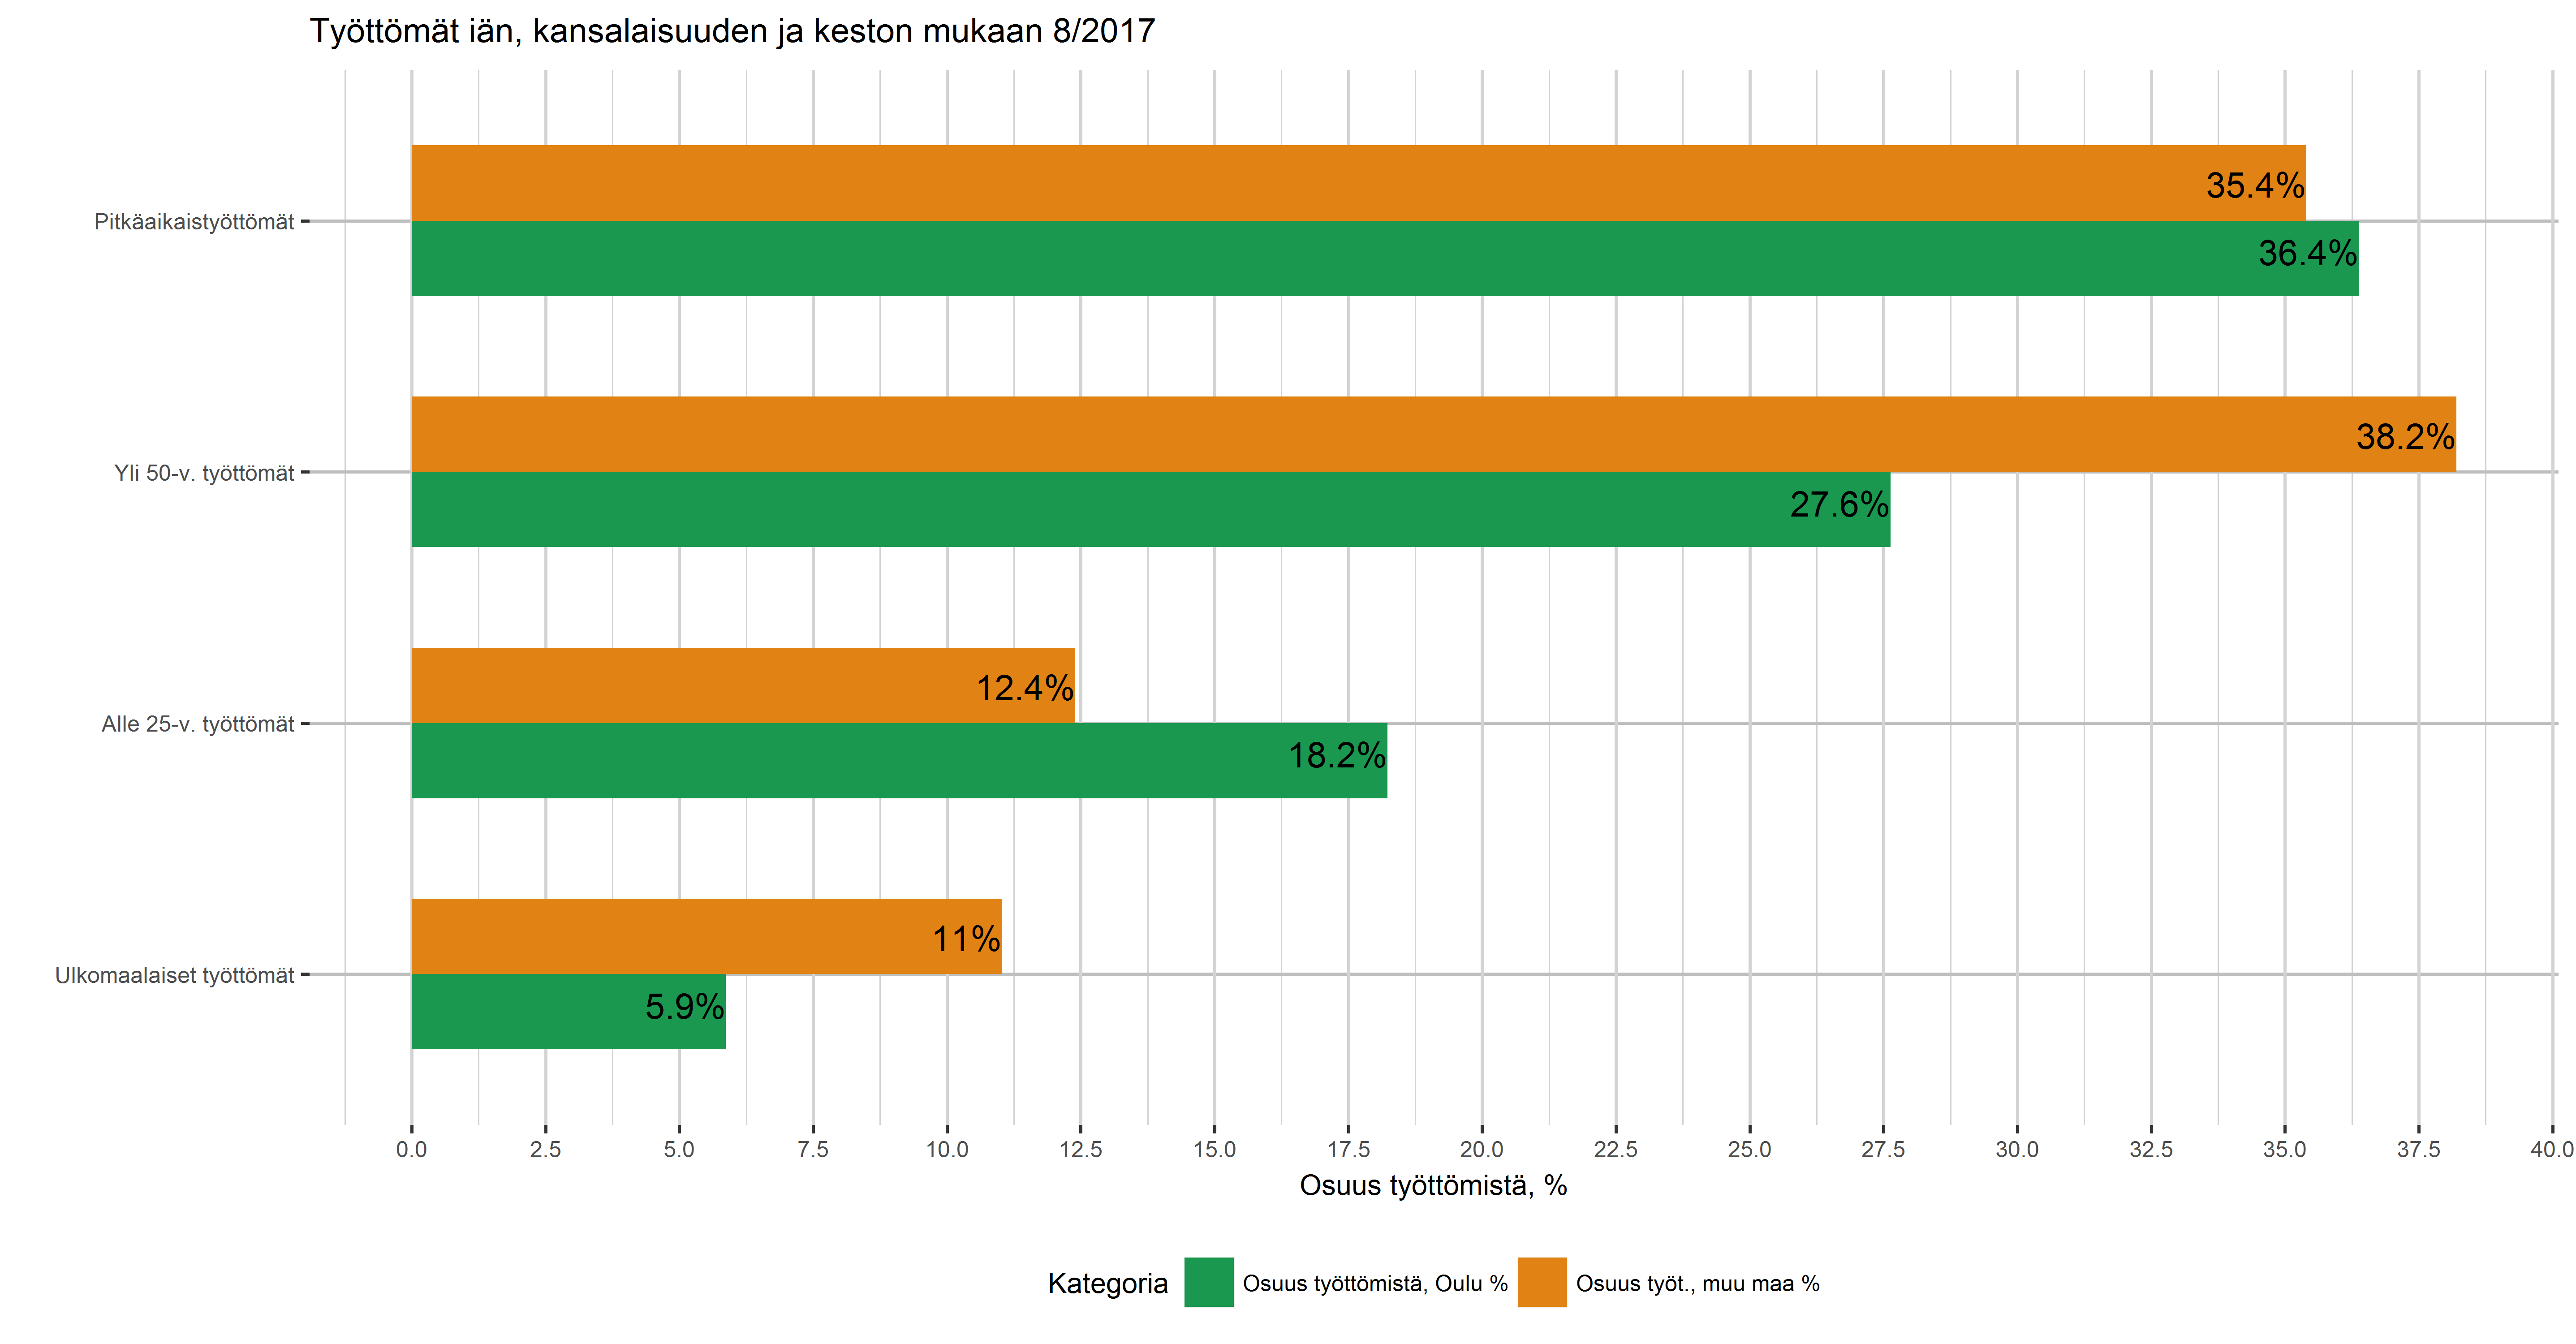 Työttömät iän, kansalaisuuden ja keston mukaan 8/2017
Pitkäaikaistyöttömät
35.4%
36.4%
Yli 50-v. työttömät
38.2%
27.6%
Alle 25-v. työttömät
12.4%
18.2%
Ulkomaalaiset työttömät
11%
5.9%
0.0 2.5 5.0 7.5 10.0 12.5 15.0 17.5 20.0 22.5 25.0 27.5 30.0 32.5 35.0 37.5 40.0
Osuus työttömistä, %
Kategoria Osuus työttömistä, Oulu % Osuus työt., muu maa %